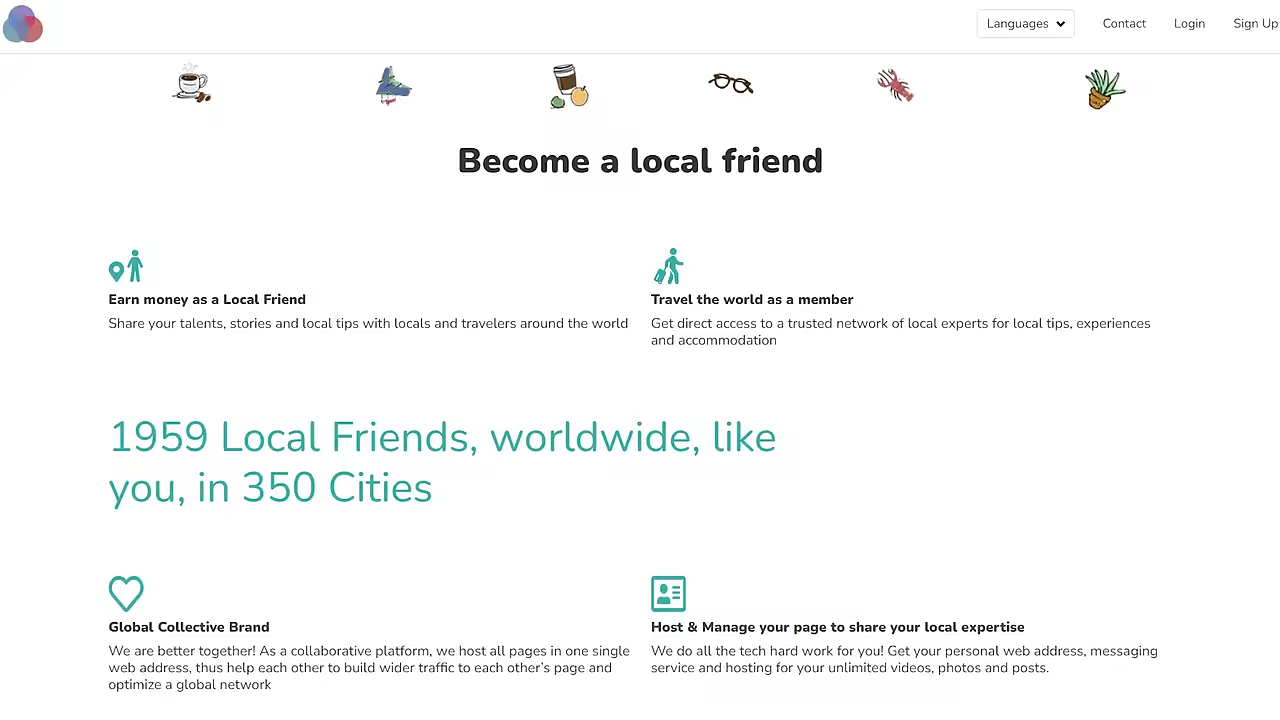 Languages
Contact
Login
Sign Up
Become a local friend
Earn money as a Local Friend
Share your talents, stories and local tips with locals and travelers around the world
Travel the world as a member
Get direct access to a trusted network of local experts for local tips, experiences
and accommodation
1959 Local Friends, worldwide, like
you, in 350 Cities
Global Collective Brand
We are better together! As a collaborative platform, we host all pages in one single
web address, thus help each other to build wider traffic to each other's page and
optimize a global network
Host & Manage your page to share your local expertise
We do all the tech hard work for you! Get your personal web address, messaging
service and hosting for your unlimited videos, photos and posts.